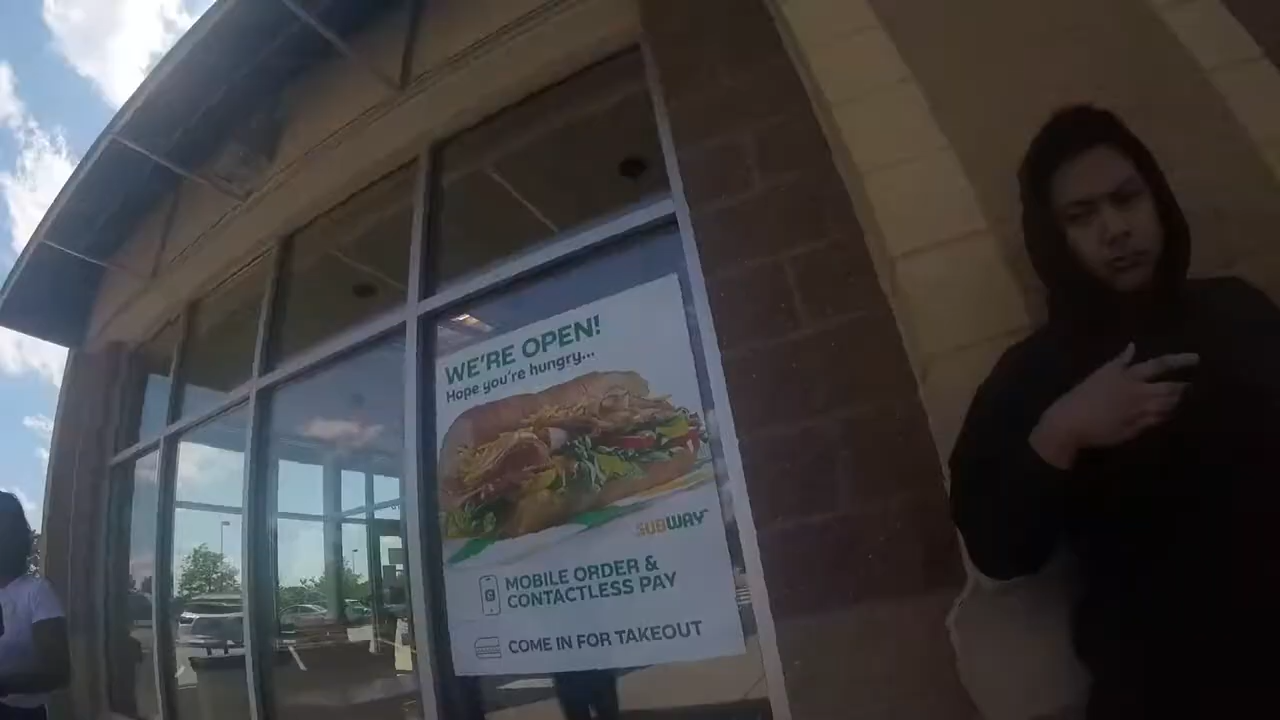 WE'RE OPEN!
Hope you're hungry...
SUBWAY
MOBILE ORDER &
CONTACTLESS PAY
COME IN FOR TAKEOUT